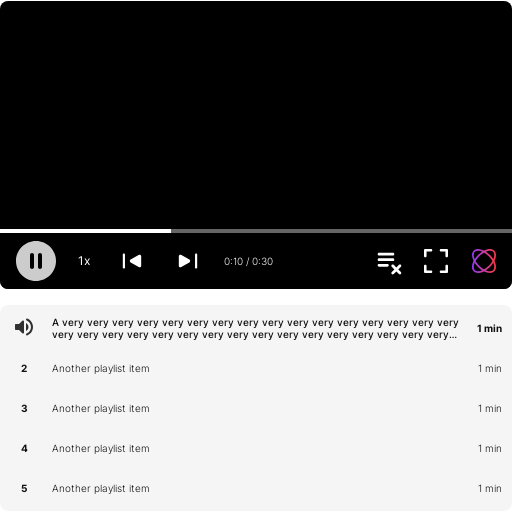 1x
0:10 / 0:30
A very very very very very very very very very very very very very very very very
very very very very very very very very very very very very very very very very...
1 min
2 Another playlist item 1 min
3 Another playlist item 1 min
4 Another playlist item 1 min
5 Another playlist item 1 min